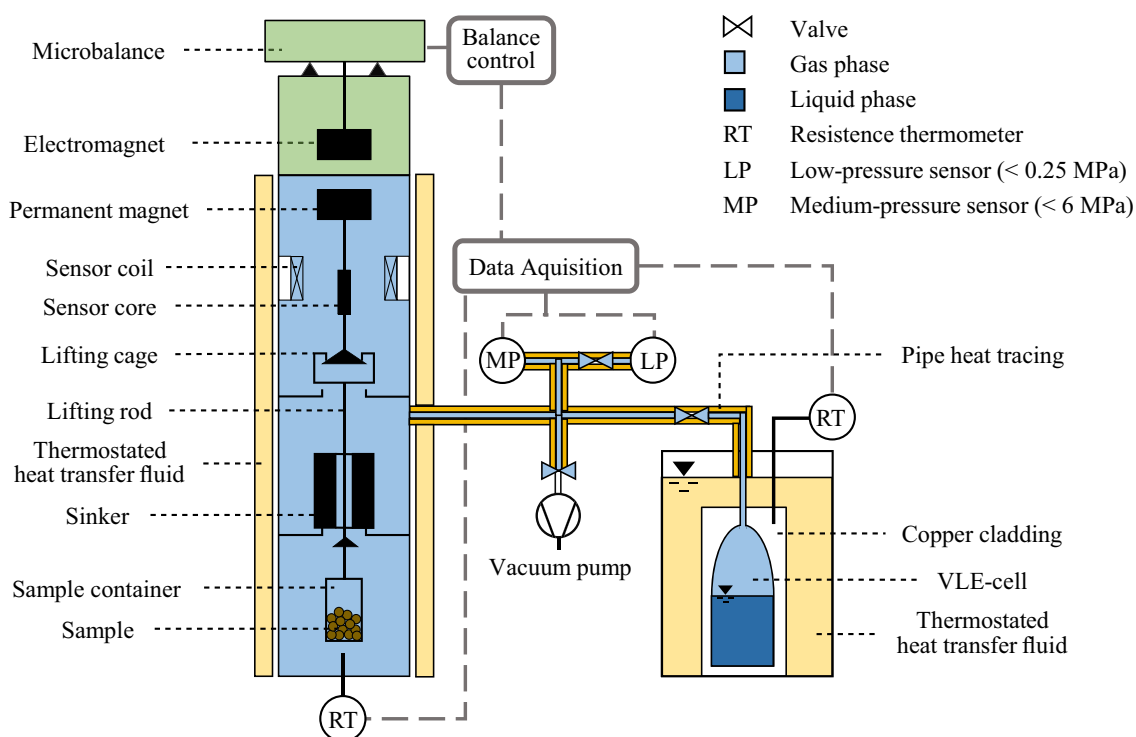 Microbalance
Electromagnet
Permanent magnet
Sensor coil
Sensor core
Lifting cage
Lifting rod
Thermostated
heat transfer fluid
Sinker
Sample container
Sample
RT
Balance
control
Data Aquisition
MP
LP
Vacuum pump
Valve
Gas phase
Liquid phase
RT Resistence thermometer
LP Low-pressure sensor (< 0.25 MPa)
MP Medium-pressure sensor (< 6 MPa)
Pipe heat tracing
RT
Copper cladding
VLE-cell
Thermostated
heat transfer fluid